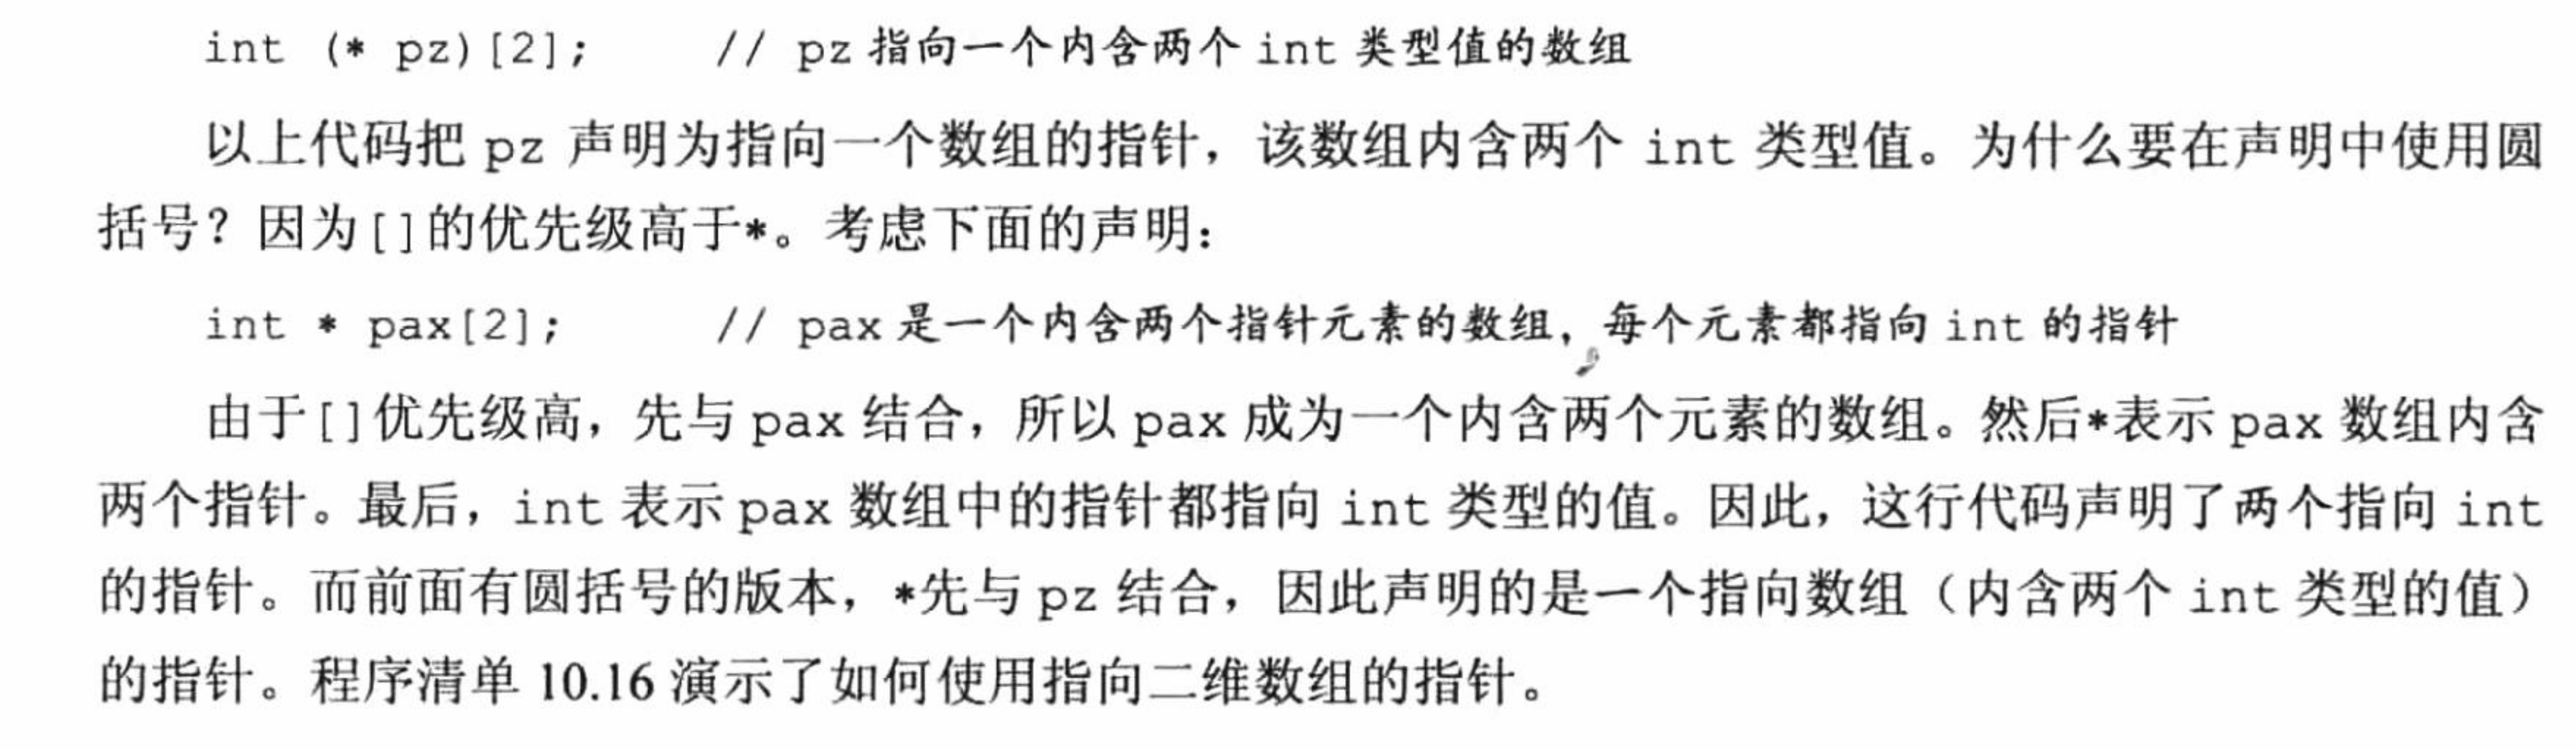 int (* pz)[2];      // pz 指向一个内含两个 int 类型值的数组
以上代码把 pz 声明为指向一个数组的指针，该数组内含两个 int 类型值。为什么要在声明中使用圆
括号？因为[]的优先级高于*。考虑下面的声明：
int * pax[2];      // pax 是一个内含两个指针元素的数组，每个元素都指向 int 的指针
由于[]优先级高，先与 pax 结合，所以 pax 成为一个内含两个元素的数组。然后*表示 pax 数组内含
两个指针。最后，int 表示 pax 数组中的指针都指向 int 类型的值。因此，这行代码声明了两个指向 int
的指针。而前面有圆括号的版本，*先与 pz 结合，因此声明的是一个指向数组（内含两个 int 类型的值）
的指针。程序清单 10.16 演示了如何使用指向二维数组的指针。